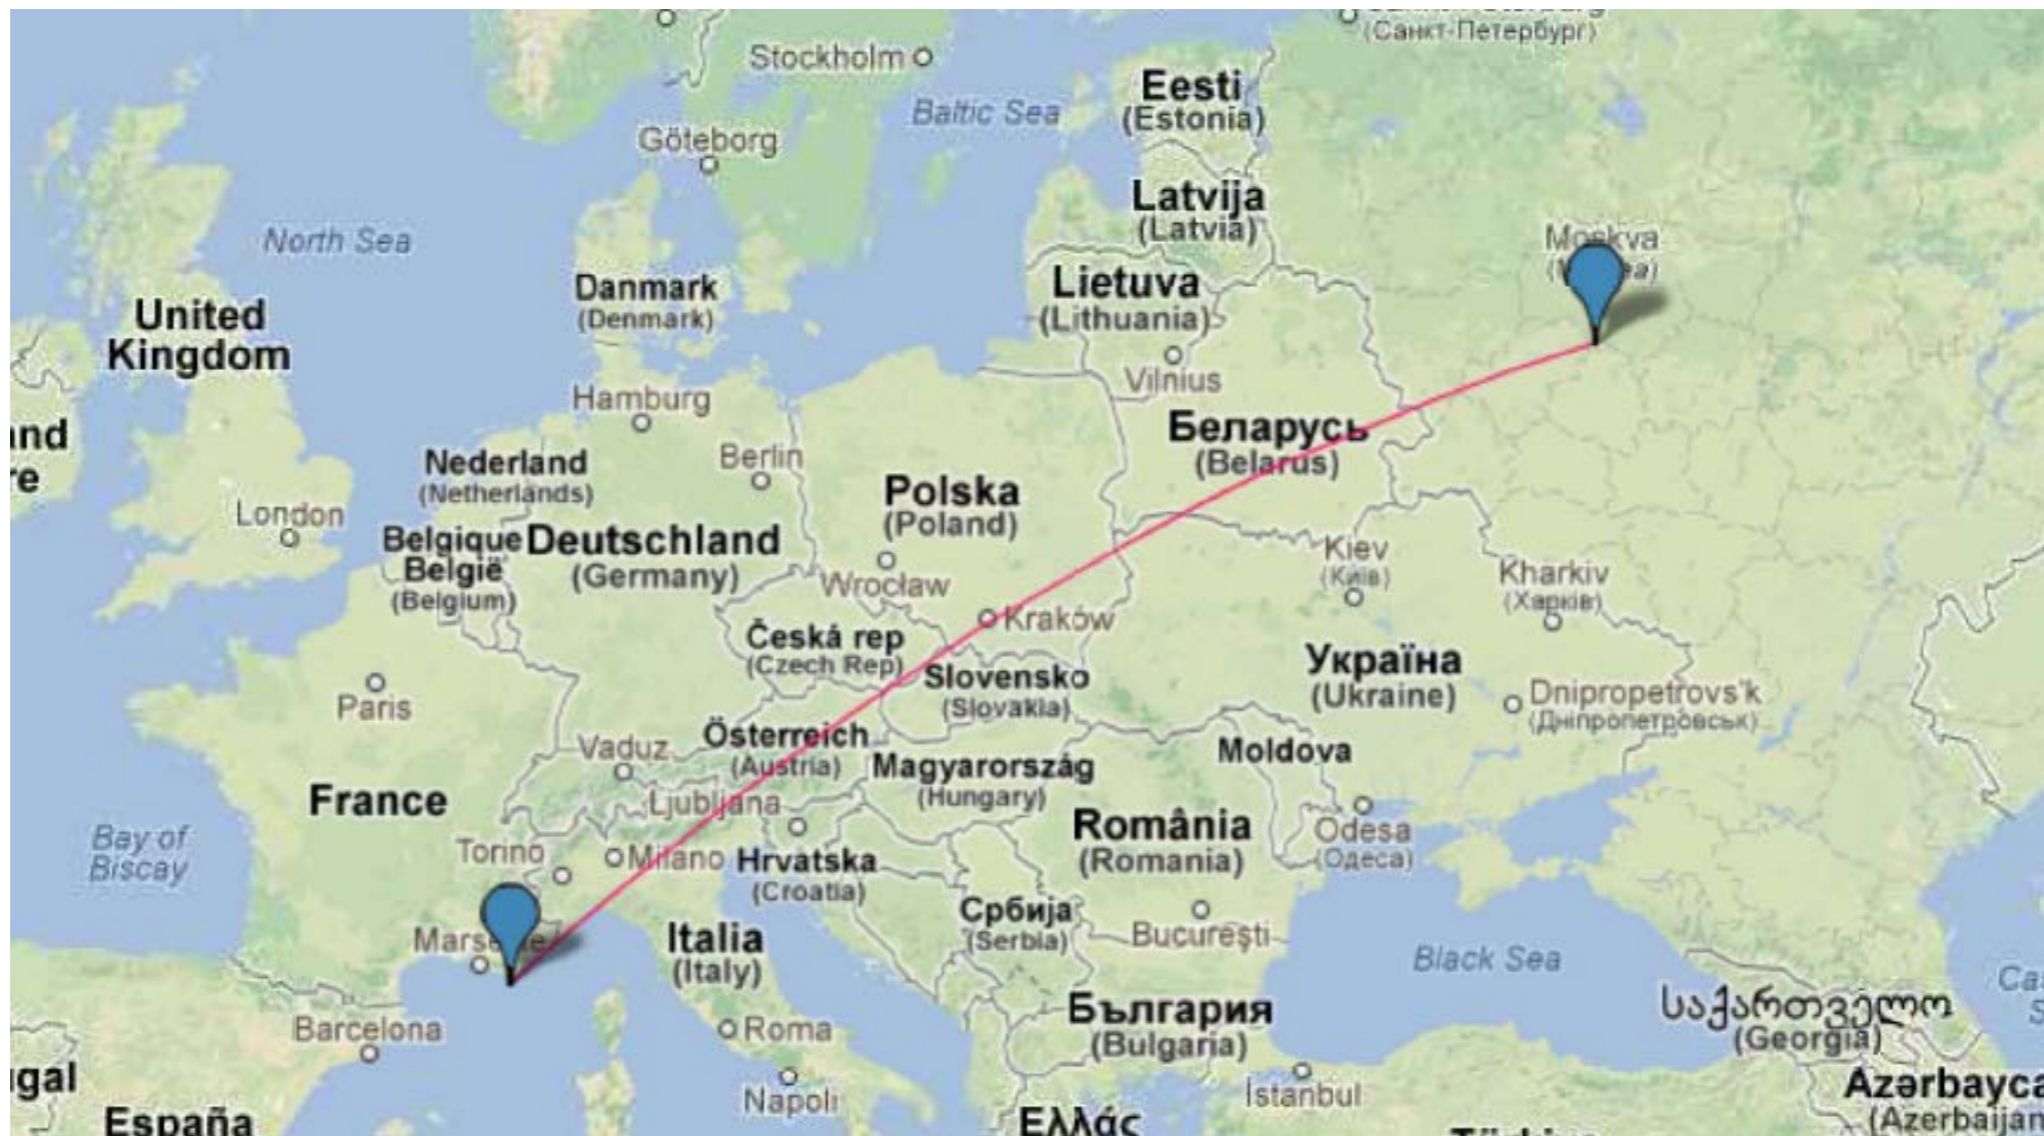 (Санкт-Петербург)
Stockholm
Baltic Sea
Eesti
(Estonia)
Göteborg
Latvija
(Latvia)
North Sea
Moskva
Danmark
(Denmark)
Lietuva
(Lithuania)
United
Kingdom
Vilnius
Hamburg
Беларусь
(Belarus)
Nederland
(Netherlands)
Berlin
Polska
(Poland)
London
Belgique
België
(Belgium)
Deutschland
(Germany)
Wrocław
Kiev
(Київ)
Kharkiv
(Харків)
Kraków
Česká rep
(Czech Rep)
Slovensko
(Slovakia)
Україна
(Ukraine)
Dnipropetrovs'k
(Дніпропетровськ)
Paris
Vaduz
Österreich
(Austria)
Magyarország
(Hungary)
Moldova
France
Ljubljana
România
(Romania)
Odesa
(Одеса)
Bay of
Biscay
Torino
Milano
Hrvatska
(Croatia)
Србија
(Serbia)
București
Italia
(Italy)
Black Sea
България
(Bulgaria)
საქართველო
(Georgia)
Barcelona
Roma
Napoli
İstanbul
España
Ελλάς